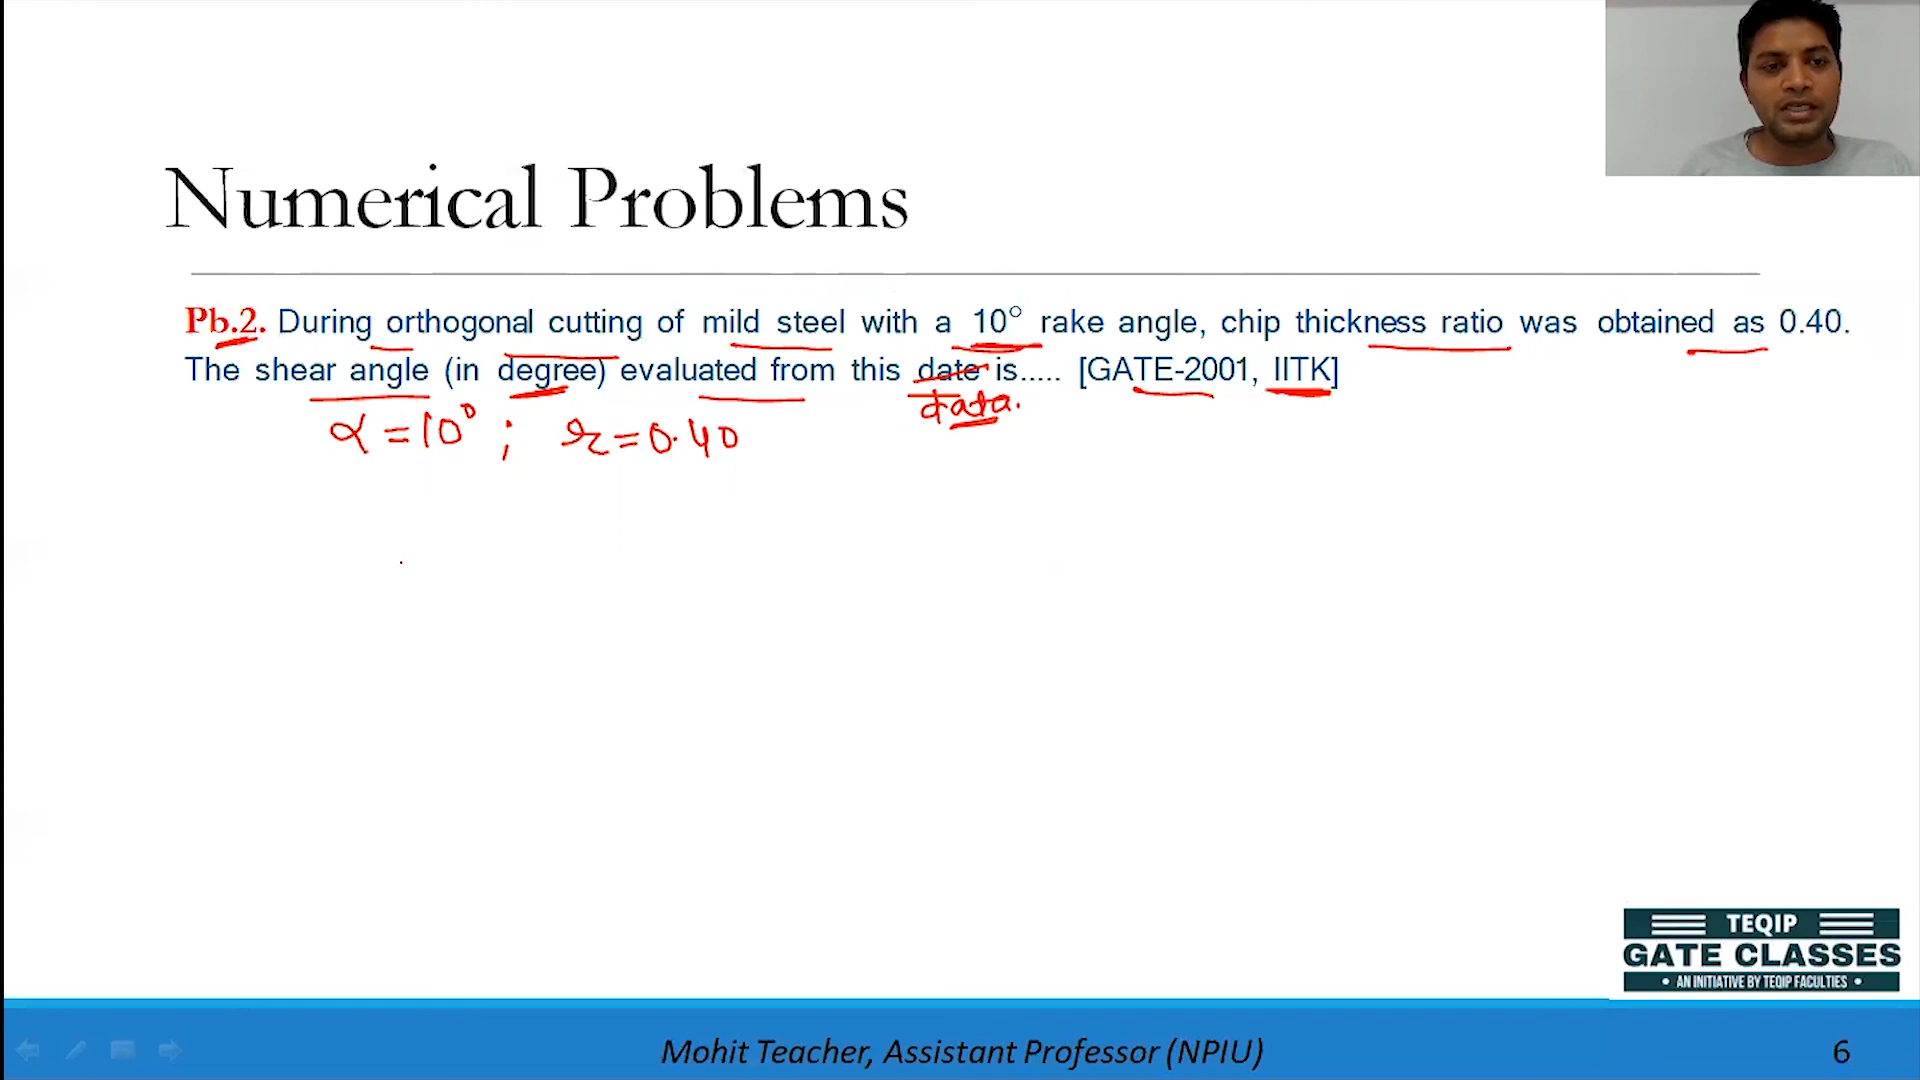 Numerical Problems
Pb.2. During orthogonal cutting of mild steel with a 10° rake angle, chip thickness ratio was obtained as 0.40.
The shear angle (in degree) evaluated from this date is..... [GATE-2001, IITK]
data.
α = 10° ; r = 0.40
TEQIP
GATE CLASSES
• AN INITIATIVE BY TEQIP FACULTIES •
Mohit Teacher, Assistant Professor (NPIU)
6